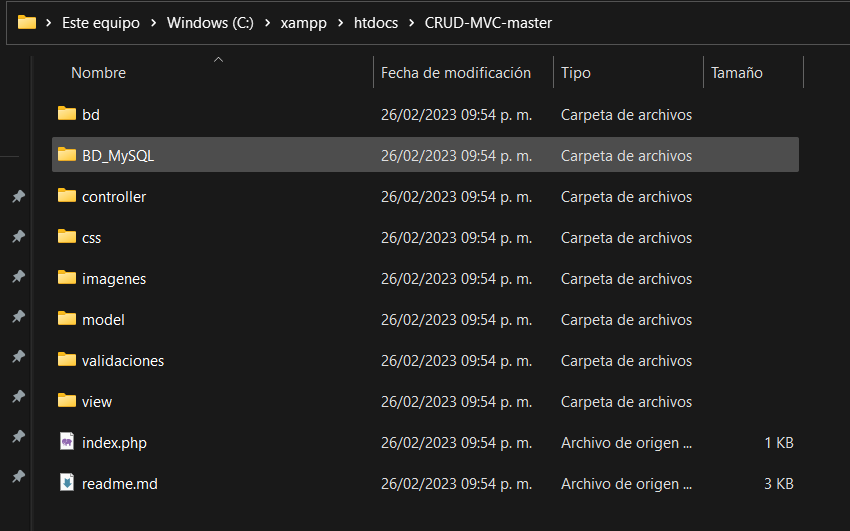 Este equipo > Windows (C:) > xampp > htdocs > CRUD-MVC-master
Nombre Fecha de modificación Tipo Tamaño
bd 26/02/2023 09:54 p. m. Carpeta de archivos
BD_MySQL 26/02/2023 09:54 p. m. Carpeta de archivos
controller 26/02/2023 09:54 p. m. Carpeta de archivos
css 26/02/2023 09:54 p. m. Carpeta de archivos
imagenes 26/02/2023 09:54 p. m. Carpeta de archivos
model 26/02/2023 09:54 p. m. Carpeta de archivos
validaciones 26/02/2023 09:54 p. m. Carpeta de archivos
view 26/02/2023 09:54 p. m. Carpeta de archivos
index.php 26/02/2023 09:54 p. m. Archivo de origen ... 1 KB
readme.md 26/02/2023 09:54 p. m. Archivo de origen ... 3 KB